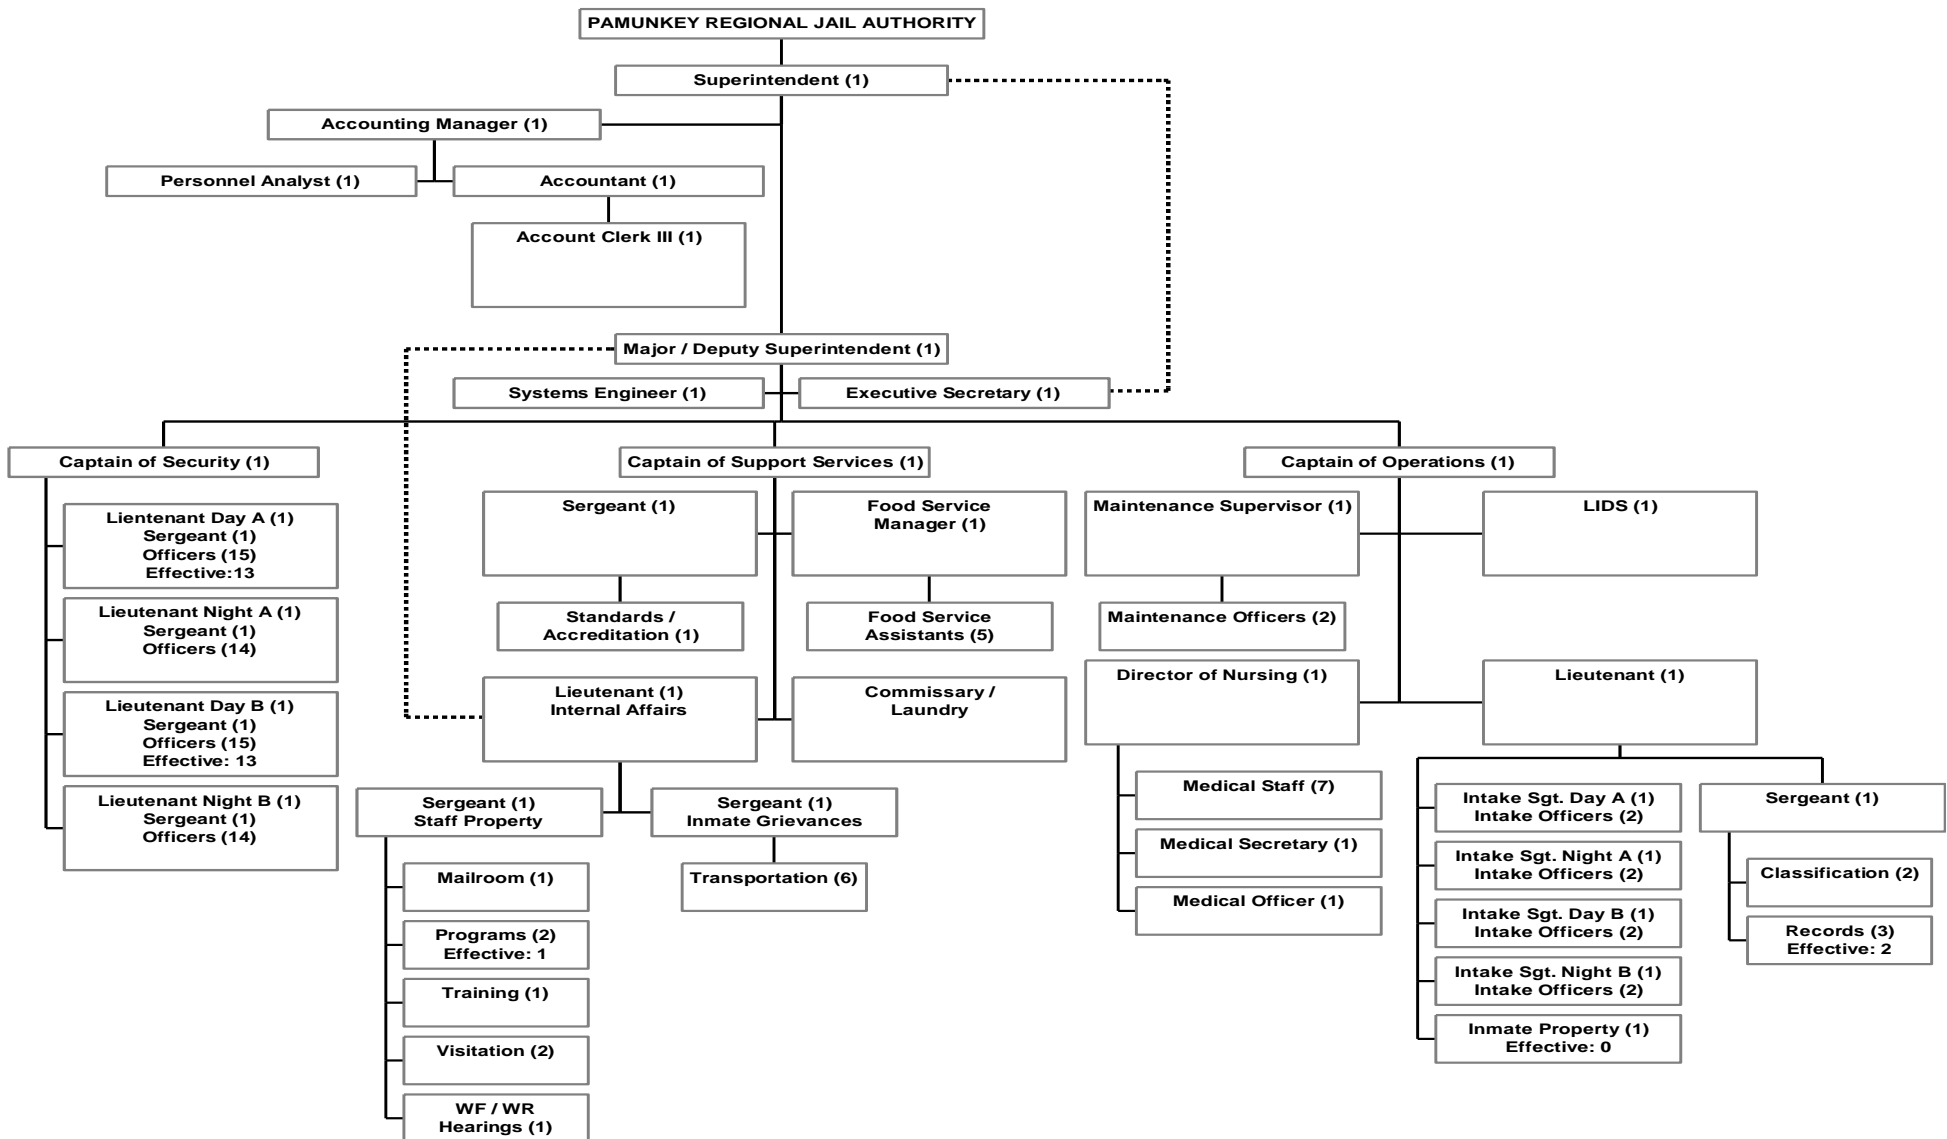 PAMUNKEY REGIONAL JAIL AUTHORITY
Superintendent (1)
Accounting Manager (1)
Personnel Analyst (1)
Accountant (1)
Account Clerk III (1)
Major / Deputy Superintendent (1)
Systems Engineer (1)
Executive Secretary (1)
Captain of Security (1)
Lientenant Day A (1)
Sergeant (1)
Officers (15)
Effective:13
Lieutenant Night A (1)
Sergeant (1)
Officers (14)
Lieutenant Day B (1)
Sergeant (1)
Officers (15)
Effective: 13
Lieutenant Night B (1)
Sergeant (1)
Officers (14)
Captain of Support Services (1)
Sergeant (1)
Standards /
Accreditation (1)
Food Service
Manager (1)
Food Service
Assistants (5)
Lieutenant (1)
Internal Affairs
Commissary /
Laundry
Sergeant (1)
Staff Property
Mailroom (1)
Programs (2)
Effective: 1
Training (1)
Visitation (2)
WF / WR
Hearings (1)
Sergeant (1)
Inmate Grievances
Transportation (6)
Captain of Operations (1)
Maintenance Supervisor (1)
Maintenance Officers (2)
LIDS (1)
Director of Nursing (1)
Medical Staff (7)
Medical Secretary (1)
Medical Officer (1)
Lieutenant (1)
Intake Sgt. Day A (1)
Intake Officers (2)
Intake Sgt. Night A (1)
Intake Officers (2)
Intake Sgt. Day B (1)
Intake Officers (2)
Intake Sgt. Night B (1)
Intake Officers (2)
Inmate Property (1)
Effective: 0
Sergeant (1)
Classification (2)
Records (3)
Effective: 2